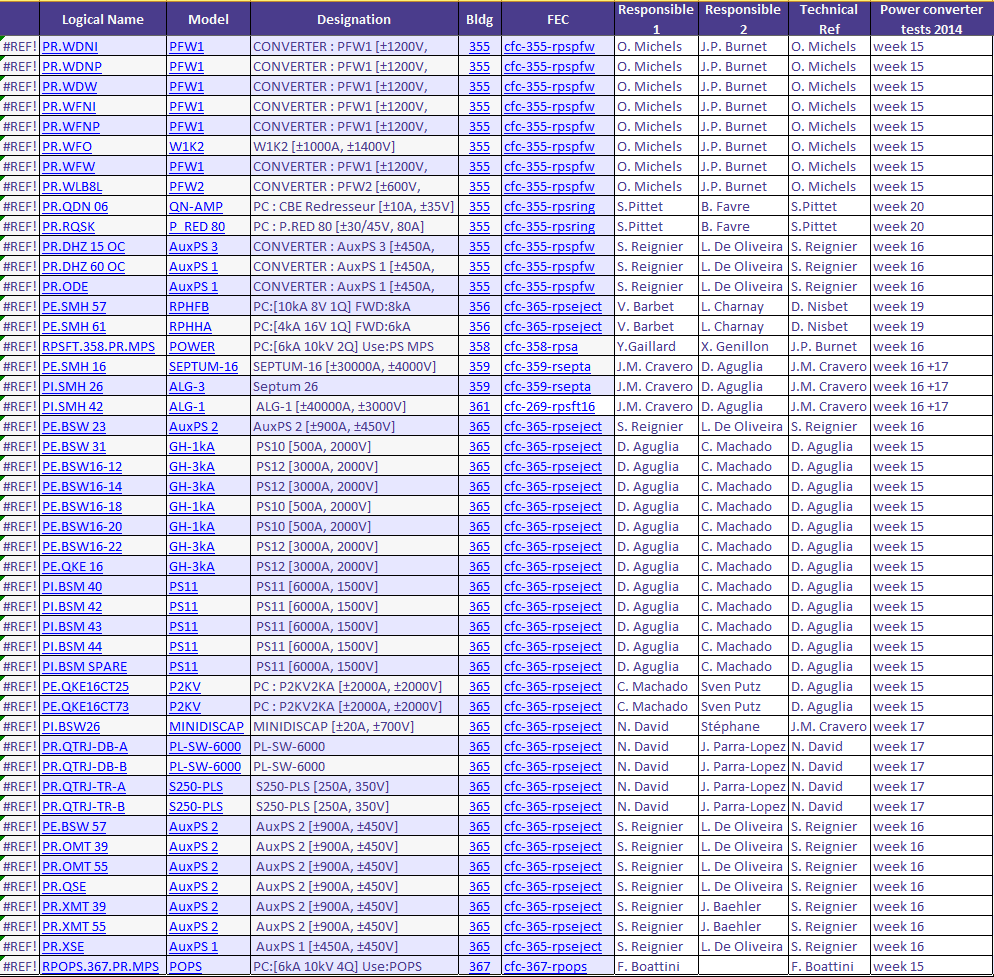 Logical Name Model Designation Bldg FEC Responsible 1 Responsible 2 Technical Ref Power converter tests 2014
#REF! PR.WDNI PFW1 CONVERTER : PFW1 [±1200V, 355 cfc-355-rpspfw O. Michels J.P. Burnet O. Michels week 15
#REF! PR.WDNP PFW1 CONVERTER : PFW1 [±1200V, 355 cfc-355-rpspfw O. Michels J.P. Burnet O. Michels week 15
#REF! PR.WDW PFW1 CONVERTER : PFW1 [±1200V, 355 cfc-355-rpspfw O. Michels J.P. Burnet O. Michels week 15
#REF! PR.WFNI PFW1 CONVERTER : PFW1 [±1200V, 355 cfc-355-rpspfw O. Michels J.P. Burnet O. Michels week 15
#REF! PR.WFNP PFW1 CONVERTER : PFW1 [±1200V, 355 cfc-355-rpspfw O. Michels J.P. Burnet O. Michels week 15
#REF! PR.WFO W1K2 W1K2 [±1000A, ±1400V] 355 cfc-355-rpspfw O. Michels J.P. Burnet O. Michels week 15
#REF! PR.WFW PFW1 CONVERTER : PFW1 [±1200V, 355 cfc-355-rpspfw O. Michels J.P. Burnet O. Michels week 15
#REF! PR.WLB8L PFW2 CONVERTER : PFW2 [±600V, 355 cfc-355-rpspfw O. Michels J.P. Burnet O. Michels week 15
#REF! PR.QDN 06 QN-AMP PC : CBE Redresseur [±10A, ±35V] 355 cfc-355-rpsring S.Pittet B. Favre S.Pittet week 20
#REF! PR.RQSK P_RED 80 PC : P.RED 80 [±30/45V, 80A] 355 cfc-355-rpsring S.Pittet B. Favre S.Pittet week 20
#REF! PR.DHZ 15 OC AuxPS 3 CONVERTER : AuxPS 3 [±450A, 355 cfc-355-rpspfw S. Reignier L. De Oliveira S. Reignier week 16
#REF! PR.DHZ 60 OC AuxPS 1 CONVERTER : AuxPS 1 [±450A, 355 cfc-355-rpspfw S. Reignier L. De Oliveira S. Reignier week 16
#REF! PR.ODE AuxPS 1 CONVERTER : AuxPS 1 [±450A, 355 cfc-355-rpspfw S. Reignier L. De Oliveira S. Reignier week 16
#REF! PE.SMH 57 RPHFB PC:[10kA 8V 1Q] FWD:8kA 356 cfc-365-rpseject V. Barbet L. Charnay D. Nisbet week 19
#REF! PE.SMH 61 RPHHA PC:[4kA 16V 1Q] FWD:6kA 356 cfc-365-rpseject V. Barbet L. Charnay D. Nisbet week 19
#REF! RPSFT.358.PR.MPS POWER PC:[6kA 10kV 2Q] Use:PS MPS 358 cfc-358-rpsa Y.Gaillard X. Genillon J.P. Burnet week 16
#REF! PE.SMH 16 SEPTUM-16 SEPTUM-16 [±30000A, ±4000V] 359 cfc-359-rsepta J.M. Cravero D. Aguglia J.M. Cravero week 16 +17
#REF! PI.SMH 26 ALG-3 Septum 26 359 cfc-359-rsepta J.M. Cravero D. Aguglia J.M. Cravero week 16 +17
#REF! PI.SMH 42 ALG-1 ALG-1 [±40000A, ±3000V] 361 cfc-269-rpsft16 J.M. Cravero D. Aguglia J.M. Cravero week 16 +17
#REF! PE.BSW 23 AuxPS 2 AuxPS 2 [±900A, ±450V] 365 cfc-365-rpseject S. Reignier L. De Oliveira S. Reignier week 16
#REF! PE.BSW 31 GH-1kA PS10 [500A, 2000V] 365 cfc-365-rpseject D. Aguglia C. Machado D. Aguglia week 15
#REF! PE.BSW16-12 GH-3kA PS12 [3000A, 2000V] 365 cfc-365-rpseject D. Aguglia C. Machado D. Aguglia week 15
#REF! PE.BSW16-14 GH-3kA PS12 [3000A, 2000V] 365 cfc-365-rpseject D. Aguglia C. Machado D. Aguglia week 15
#REF! PE.BSW16-18 GH-1kA PS10 [500A, 2000V] 365 cfc-365-rpseject D. Aguglia C. Machado D. Aguglia week 15
#REF! PE.BSW16-20 GH-1kA PS10 [500A, 2000V] 365 cfc-365-rpseject D. Aguglia C. Machado D. Aguglia week 15
#REF! PE.BSW16-22 GH-3kA PS12 [3000A, 2000V] 365 cfc-365-rpseject D. Aguglia C. Machado D. Aguglia week 15
#REF! PE.QKE 16 GH-3kA PS12 [3000A, 2000V] 365 cfc-365-rpseject D. Aguglia C. Machado D. Aguglia week 15
#REF! PI.BSM 40 PS11 PS11 [6000A, 1500V] 365 cfc-365-rpseject D. Aguglia C. Machado D. Aguglia week 15
#REF! PI.BSM 42 PS11 PS11 [6000A, 1500V] 365 cfc-365-rpseject D. Aguglia C. Machado D. Aguglia week 15
#REF! PI.BSM 43 PS11 PS11 [6000A, 1500V] 365 cfc-365-rpseject D. Aguglia C. Machado D. Aguglia week 15
#REF! PI.BSM 44 PS11 PS11 [6000A, 1500V] 365 cfc-365-rpseject D. Aguglia C. Machado D. Aguglia week 15
#REF! PI.BSM SPARE PS11 PS11 [6000A, 1500V] 365 cfc-365-rpseject D. Aguglia C. Machado D. Aguglia week 15
#REF! PE.QKE16CT25 P2KV PC : P2KV2KA [±2000A, ±2000V] 365 cfc-365-rpseject C. Machado Sven Putz D. Aguglia week 15
#REF! PE.QKE16CT73 P2KV PC : P2KV2KA [±2000A, ±2000V] 365 cfc-365-rpseject C. Machado Sven Putz D. Aguglia week 15
#REF! PI.BSW26 MINIDISCAP MINIDISCAP [±20A, ±700V] 365 cfc-365-rpseject N. David Stéphane J.M. Cravero week 17
#REF! PR.QTRJ-DB-A PL-SW-6000 PL-SW-6000 365 cfc-365-rpseject N. David J. Parra-Lopez N. David week 17
#REF! PR.QTRJ-DB-B PL-SW-6000 PL-SW-6000 365 cfc-365-rpseject N. David J. Parra-Lopez N. David week 17
#REF! PR.QTRJ-TR-A S250-PLS S250-PLS [250A, 350V] 365 cfc-365-rpseject N. David J. Parra-Lopez N. David week 17
#REF! PR.QTRJ-TR-B S250-PLS S250-PLS [250A, 350V] 365 cfc-365-rpseject N. David J. Parra-Lopez N. David week 17
#REF! PE.BSW 57 AuxPS 2 AuxPS 2 [±900A, ±450V] 365 cfc-365-rpseject S. Reignier L. De Oliveira S. Reignier week 16
#REF! PR.OMT 39 AuxPS 2 AuxPS 2 [±900A, ±450V] 365 cfc-365-rpseject S. Reignier L. De Oliveira S. Reignier week 16
#REF! PR.OMT 55 AuxPS 2 AuxPS 2 [±900A, ±450V] 365 cfc-365-rpseject S. Reignier L. De Oliveira S. Reignier week 16
#REF! PR.QSE AuxPS 2 AuxPS 2 [±900A, ±450V] 365 cfc-365-rpseject S. Reignier L. De Oliveira S. Reignier week 16
#REF! PR.XMT 39 AuxPS 2 AuxPS 2 [±900A, ±450V] 365 cfc-365-rpseject S. Reignier J. Baehler S. Reignier week 16
#REF! PR.XMT 55 AuxPS 2 AuxPS 2 [±900A, ±450V] 365 cfc-365-rpseject S. Reignier J. Baehler S. Reignier week 16
#REF! PR.XSE AuxPS 1 AuxPS 1 [±450A, ±450V] 365 cfc-365-rpseject S. Reignier L. De Oliveira S. Reignier week 16
#REF! RPOPS.367.PR.MPS POPS PC:[6kA 10kV 4Q] Use:POPS 367 cfc-367-rpops F. Boattini F. Boattini week 15